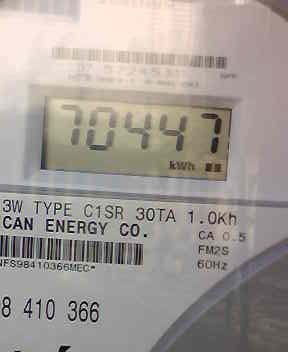 70447
kWh
3W TYPE C1SR 30TA 1.0Kh
CAN ENERGY CO.
CA 0.5
FM2S
NFS98410366MEC*
60Hz
8 410 366